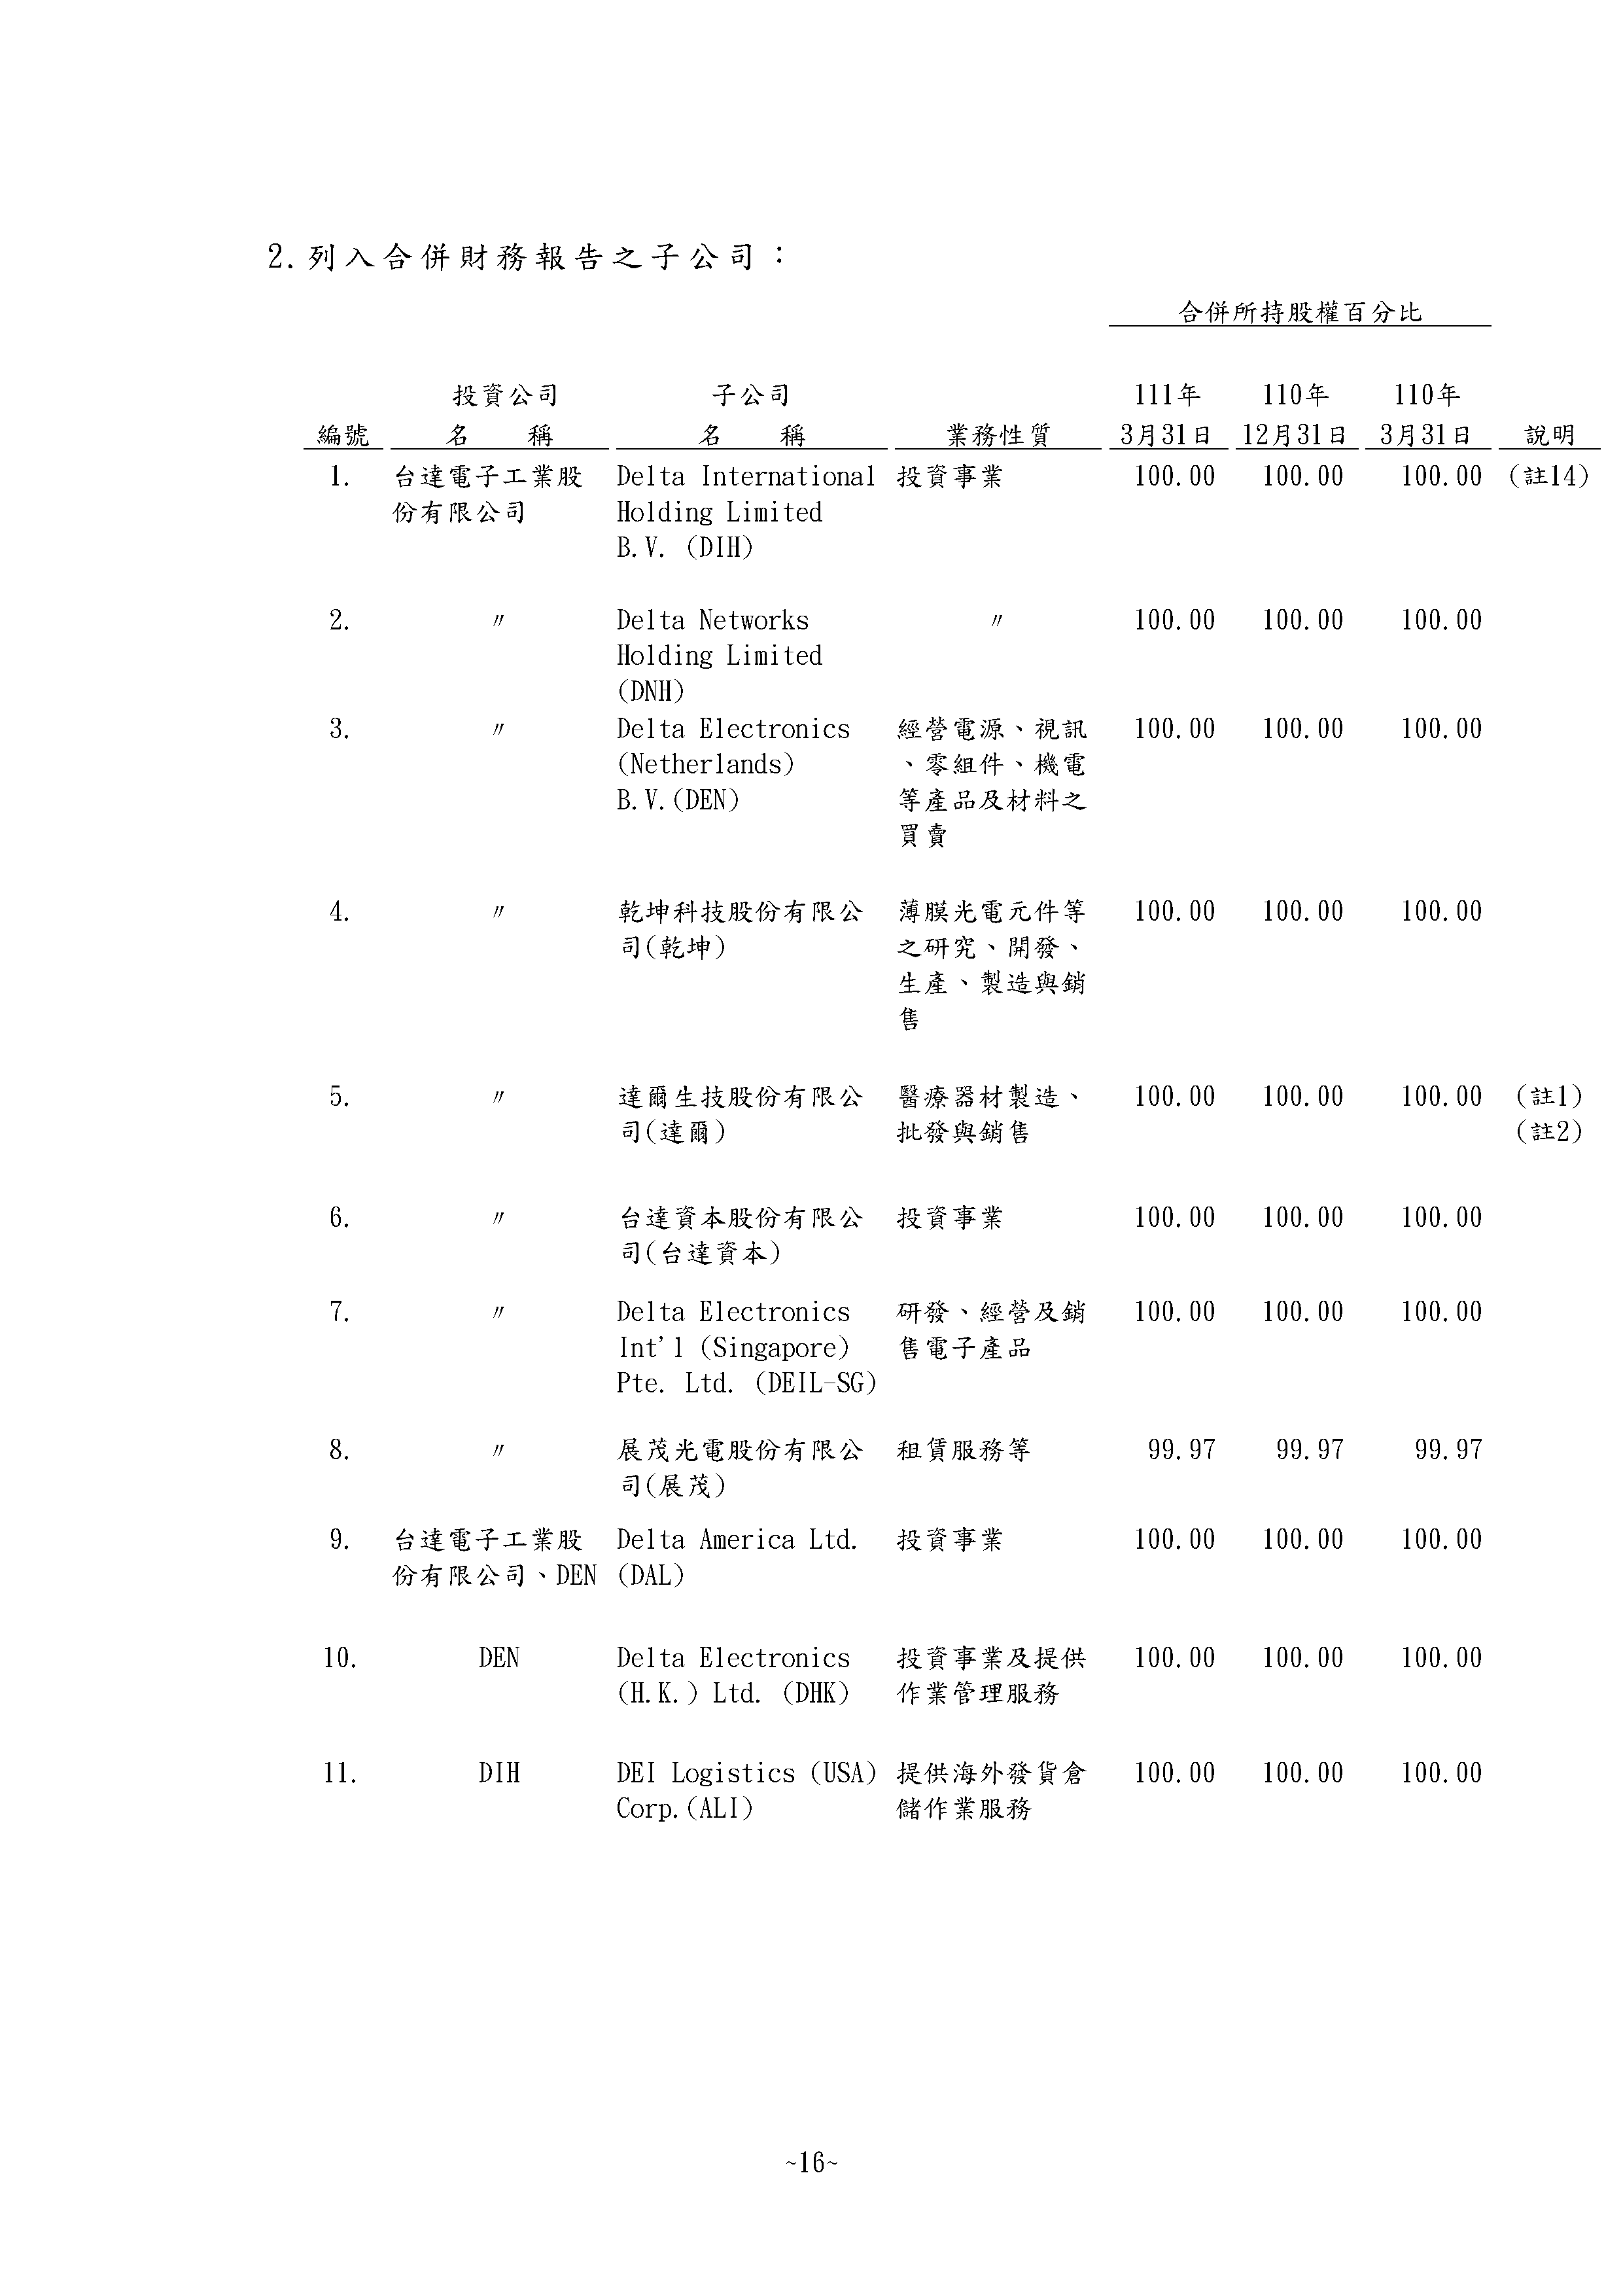 2.列入合併財務報告之子公司：
合併所持股權百分比
投資公司 子公司 111年 110年 110年
編號 名 稱 名 稱 業務性質 3月31日 12月31日 3月31日 說明
1. 台達電子工業股 Delta International 投資事業 100.00 100.00 100.00 (註14)
份有限公司 Holding Limited
B.V. (DIH)
2. 〃 Delta Networks 〃 100.00 100.00 100.00
Holding Limited
(DNH)
3. 〃 Delta Electronics 經營電源、視訊 100.00 100.00 100.00
(Netherlands) 、零組件、機電
B.V.(DEN) 等產品及材料之
買賣
4. 〃 乾坤科技股份有限公 薄膜光電元件等 100.00 100.00 100.00
司(乾坤) 之研究、開發、
生產、製造與銷
售
5. 〃 達爾生技股份有限公 醫療器材製造、 100.00 100.00 100.00 (註1)
司(達爾) 批發與銷售 (註2)
6. 〃 台達資本股份有限公 投資事業 100.00 100.00 100.00
司(台達資本)
7. 〃 Delta Electronics 研發、經營及銷 100.00 100.00 100.00
Int'l (Singapore) 售電子產品
Pte. Ltd. (DEIL-SG)
8. 〃 展茂光電股份有限公 租賃服務等 99.97 99.97 99.97
司(展茂)
9. 台達電子工業股 Delta America Ltd. 投資事業 100.00 100.00 100.00
份有限公司、DEN (DAL)
10. DEN Delta Electronics 投資事業及提供 100.00 100.00 100.00
(H.K.) Ltd. (DHK) 作業管理服務
11. DIH DEI Logistics (USA) 提供海外發貨倉 100.00 100.00 100.00
Corp.(ALI) 儲作業服務
~16~